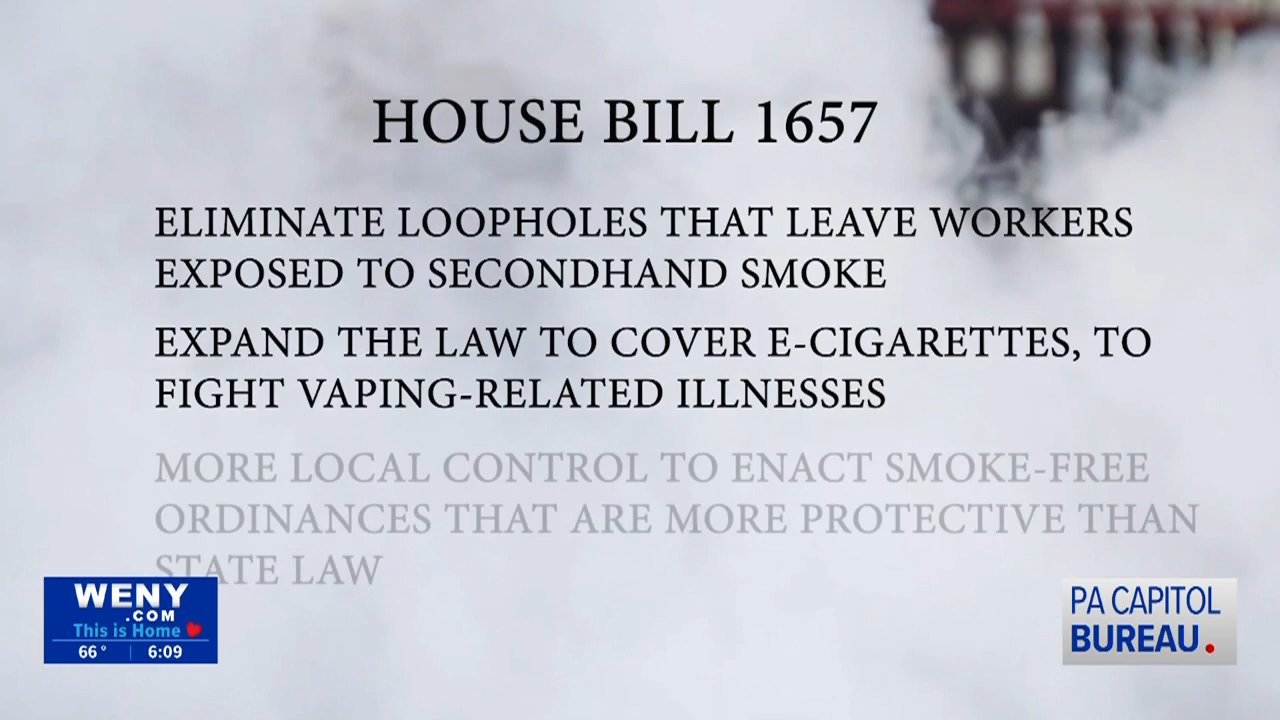 HOUSE BILL 1657
ELIMINATE LOOPHOLES THAT LEAVE WORKERS
EXPOSED TO SECONDHAND SMOKE
EXPAND THE LAW TO COVER E-CIGARETTES, TO
FIGHT VAPING-RELATED ILLNESSES
MORE LOCAL CONTROL TO ENACT SMOKE-FREE
ORDINANCES THAT ARE MORE PROTECTIVE THAN
STATE LAW
WENY
.COM
This is Home
66° 6:09
PA CAPITOL
BUREAU.